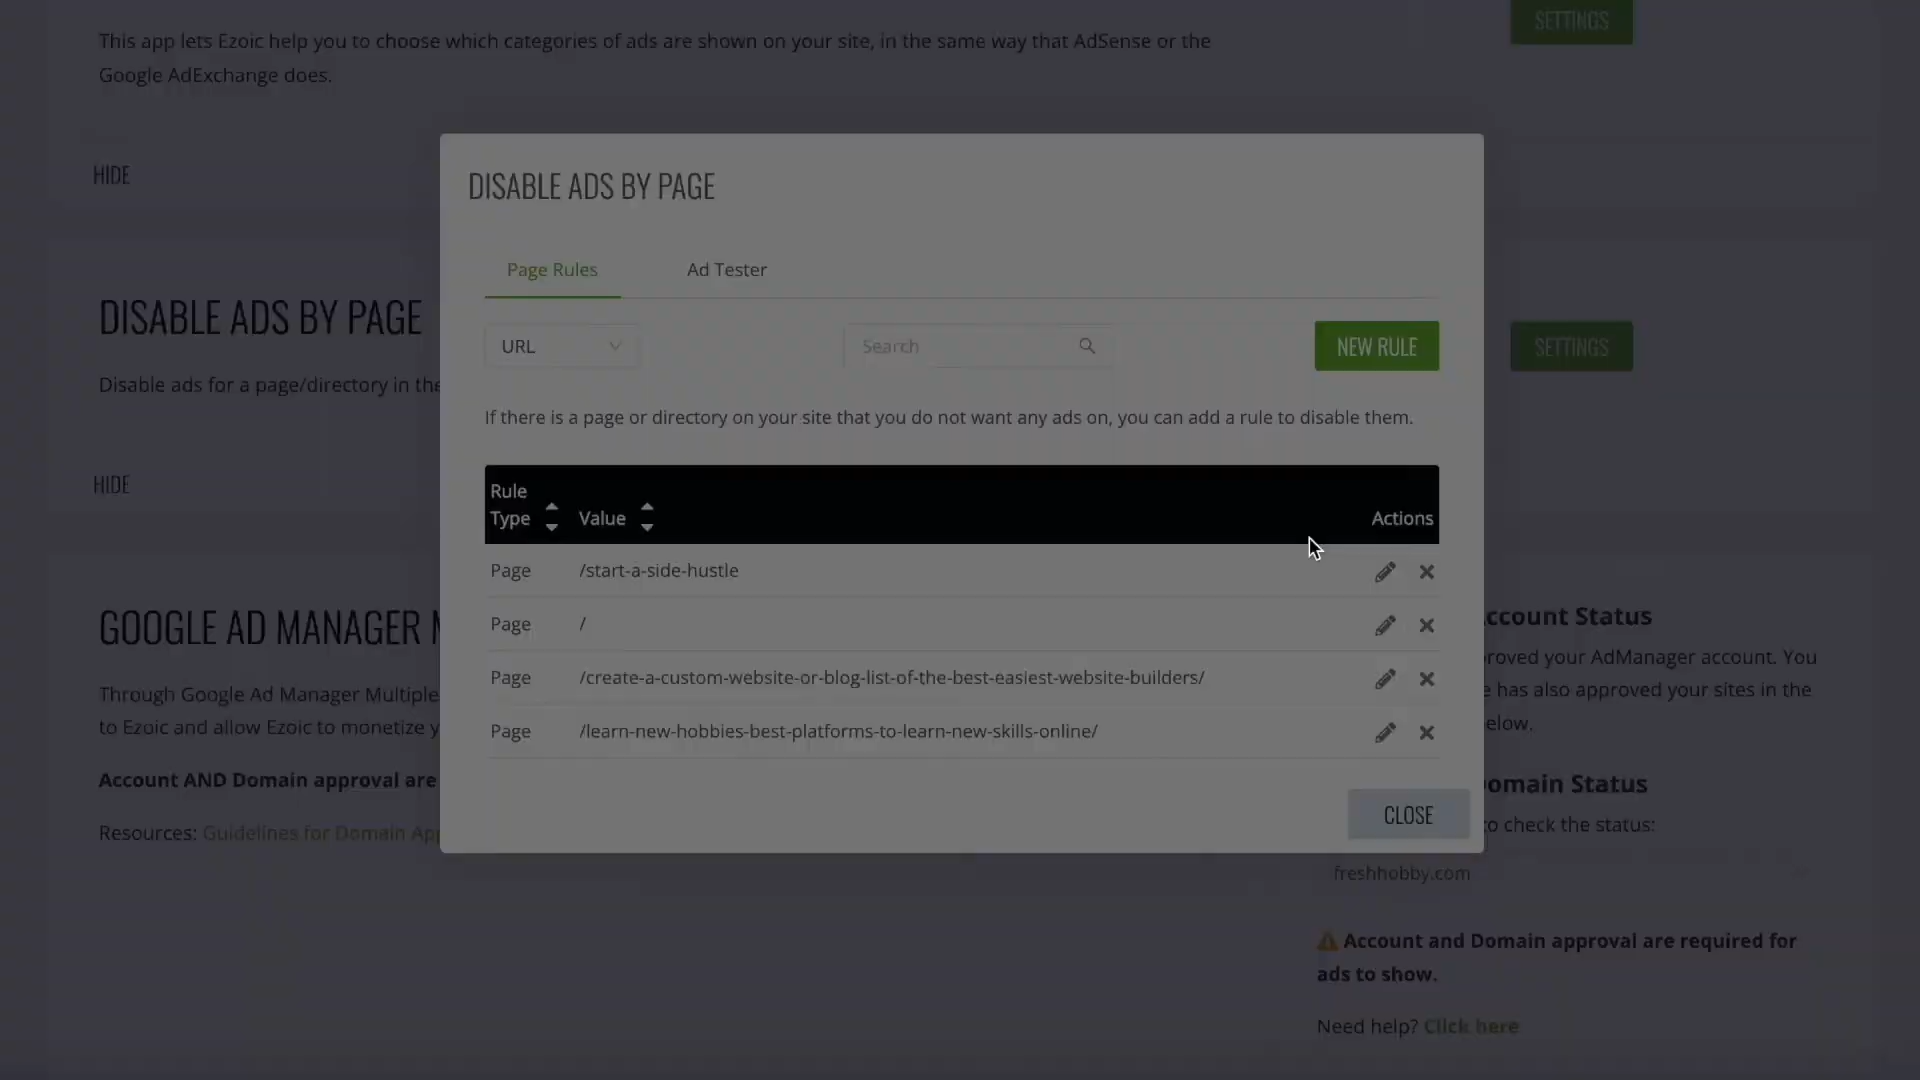 This app lets Ezoic help you to choose which categories of ads are shown on your site, in the same way that AdSense or the
Google AdExchange does.
SETTINGS
HIDE
DISABLE ADS BY PAGE
Disable ads for a page/directory in the
SETTINGS
HIDE
GOOGLE AD MANAGER
Through Google Ad Manager Multiple
to Ezoic and allow Ezoic to monetize
Account AND Domain approval are
Resources: Guidelines for Domain
DISABLE ADS BY PAGE
Page Rules
Ad Tester
URL
Search
NEW RULE
If there is a page or directory on your site that you do not want any ads on, you can add a rule to disable them.
Rule
Type
Value
Actions
Page
/start-a-side-hustle
Page
/
Page
/create-a-custom-website-or-blog-list-of-the-best-easiest-website-builders/
Page
/learn-new-hobbies-best-platforms-to-learn-new-skills-online/
CLOSE
Status
your AdManager account. You
has also approved your sites in the
Status
to check the status:
freshhobby.com
Account and Domain approval are required for
ads to show.
Need help? Click here